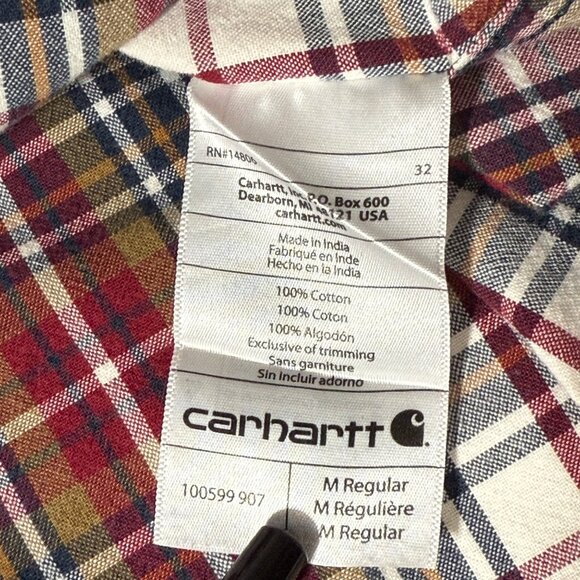 RN#14806
32
Carhartt, Inc. P.O. Box 600
Dearborn, MI 48121 USA
carhartt.com
Made in India
Fabriqué en Inde
Hecho en la India
100% Cotton
100% Coton
100% Algodón
Exclusive of trimming
Sans garniture
Sin incluir adorno
carhartt
100599 907
M Regular
M Régulière
M Regular